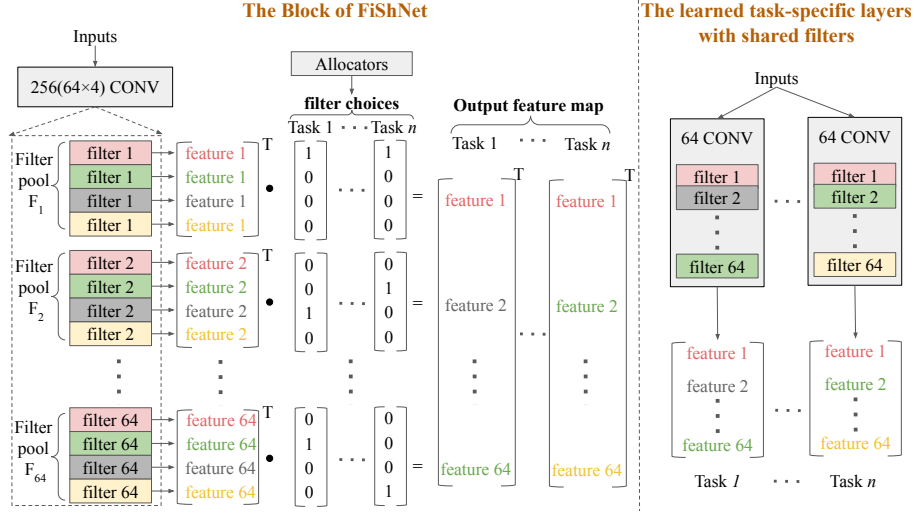 The Block of FiShNet
Inputs
256(64×4) CONV
Allocators
filter choices
Task 1 · · · Task n
Output feature map
Task 1 · · · Task n
Filter
pool
F1
filter 1
filter 1
filter 1
filter 1
feature 1
feature 1
feature 1
feature 1
T
•
1
0
0
0
· · ·
1
0
0
0
=
Filter
pool
F2
filter 2
filter 2
filter 2
filter 2
feature 2
feature 2
feature 2
feature 2
T
•
0
0
1
0
· · ·
0
1
0
0
=
Filter
pool
F64
filter 64
filter 64
filter 64
filter 64
feature 64
feature 64
feature 64
feature 64
T
•
0
1
0
0
· · ·
0
0
0
1
=
feature 1
feature 2
feature 64
T
· · ·
feature 1
feature 2
feature 64
T
The learned task-specific layers
with shared filters
Inputs
64 CONV
filter 1
filter 2
filter 64
· · ·
64 CONV
filter 1
filter 2
filter 64
feature 1
feature 2
feature 64
· · ·
feature 1
feature 2
feature 64
Task 1 · · · Task n